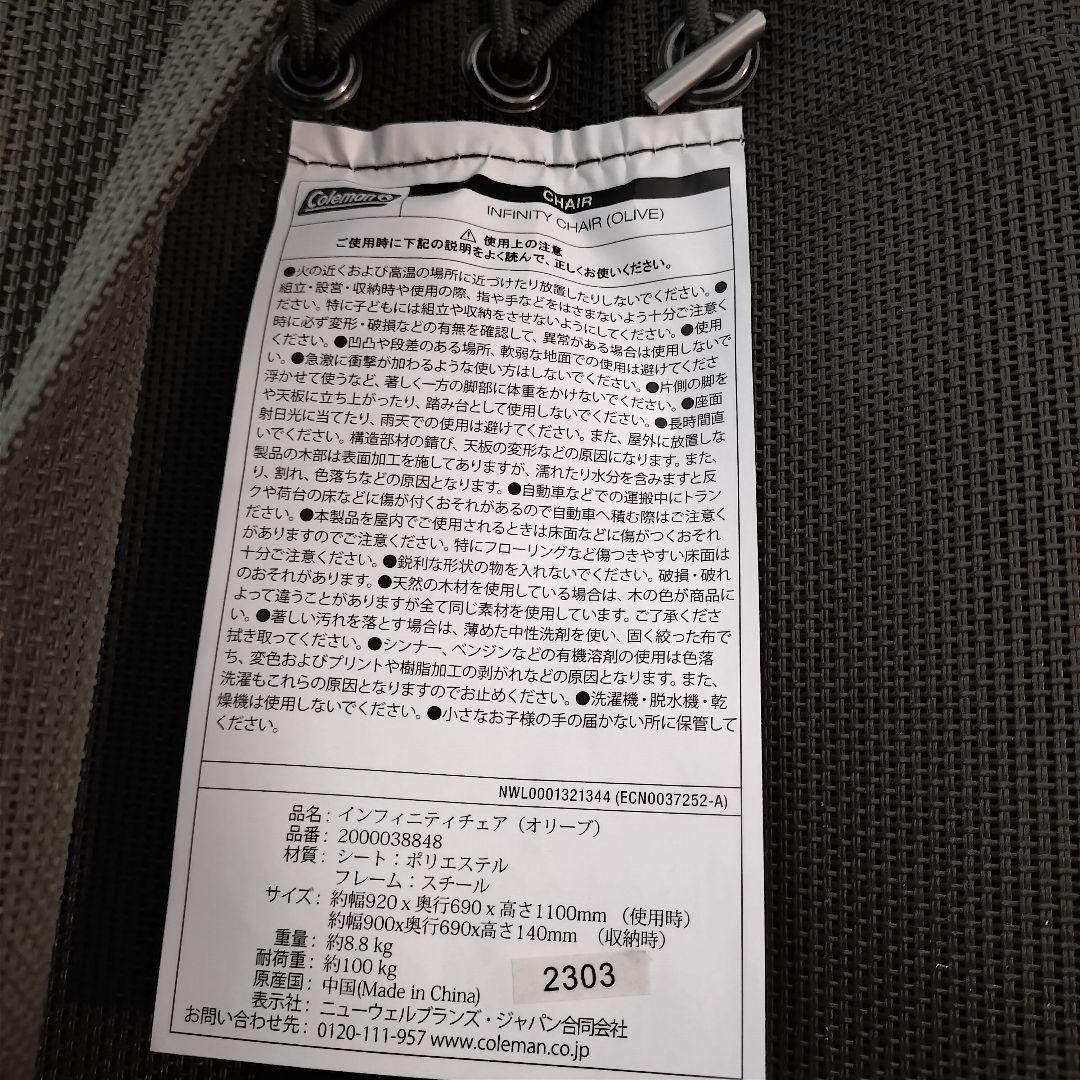 Coleman
CHAIR
INFINITY CHAIR (OLIVE)
⚠ 使用上の注意
ご使用時に下記の説明をよく読んで、正しくお使いください。
●火の近くおよび高温の場所に近づけたり放置したりしないでください。●
組立・設営・収納時や使用の際、指や手などをはさまないよう十分ご注意く
ださい。特に子どもには組立や収納をさせないようにしてください。●使用
時に必ず変形・破損などの有無を確認して、異常がある場合は使用しないで
ください。●凹凸や段差のある場所、軟弱な地面での使用は避けてくださ
い。●急激に衝撃が加わるような使い方はしないでください。●片側の脚を
浮かせて使うなど、著しく一方の脚部に体重をかけないでください。●座面
や天板に立ち上がったり、踏み台として使用しないでください。●長時間直
射日光に当てたり、雨天での使用は避けてください。また、屋外に放置しな
いでください。構造部材の錆び、天板の変形などの原因になります。また、
製品の木部は表面加工を施してありますが、濡れたり水分を含みますと反
り、割れ、色落ちなどの原因となります。●自動車などでの運搬中にトラン
クや荷台の床などに傷が付くおそれがあるので自動車へ積む際はご注意く
ださい。●本製品を屋内でご使用されるときは床面などに傷がつくおそれ
がありますのでご注意ください。特にフローリングなど傷つきやすい床面は
十分ご注意ください。●鋭利な形状の物を入れないでください。破損・破れ
のおそれがあります。●天然の木材を使用している場合は、木の色が商品に
よって違うことがありますが全て同じ素材を使用しています。ご了承くださ
い。●著しい汚れを落とす場合は、薄めた中性洗剤を使い、固く絞った布で
拭き取ってください。●シンナー、ベンジンなどの有機溶剤の使用は色落
ち、変色およびプリントや樹脂加工の剥がれなどの原因となります。また、
洗濯もこれらの原因となりますのでお止めください。●洗濯機・脱水機・乾
燥機は使用しないでください。●小さなお子様の手の届かない所に保管して
ください。
NWL0001321344 (ECN0037252-A)
品名：インフィニティチェア（オリーブ）
品番：2000038848
材質：シート：ポリエステル
フレーム：スチール
サイズ：約幅920 x 奥行690 x 高さ1100mm （使用時）
約幅900x奥行690x高さ140mm （収納時）
重量：約8.8 kg
耐荷重：約100 kg
原産国：中国(Made in China)
表示社：ニューウェルブランズ・ジャパン合同会社
お問い合わせ先：0120-111-957 www.coleman.co.jp
2303